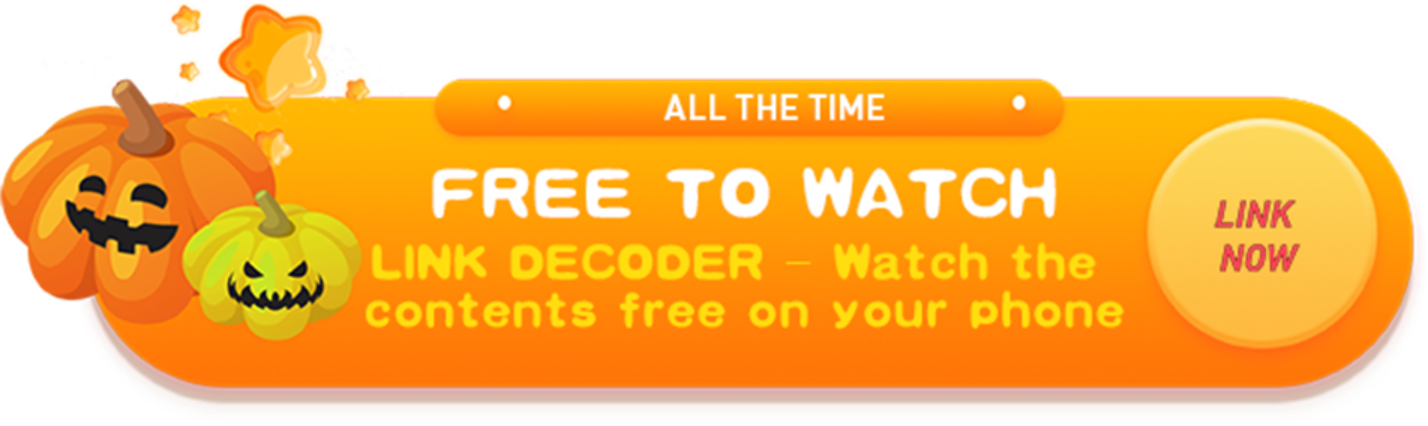 ALL THE TIME
FREE TO WATCH
LINK DECODER – Watch the
contents free on your phone
LINK
NOW